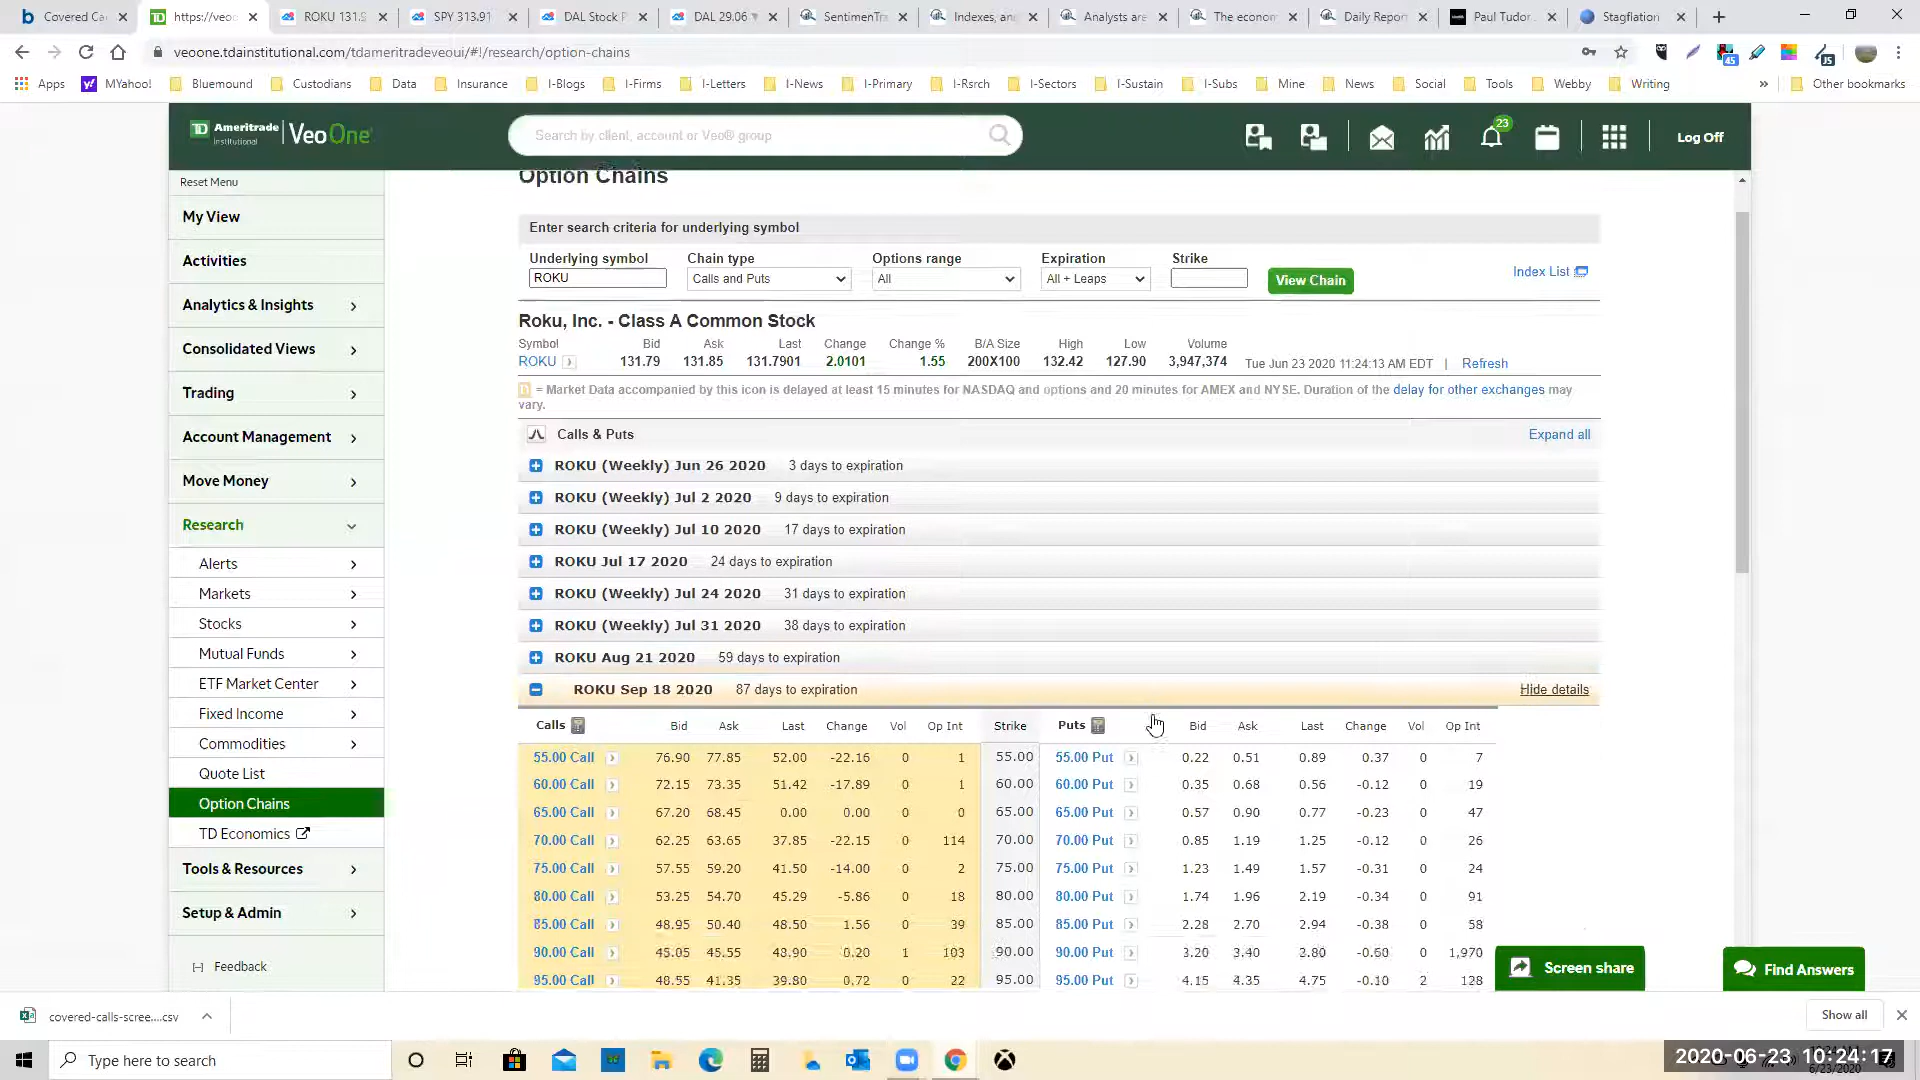 Covered Ca
https://veoo
ROKU 131.5
SPY 313.91
DAL Stock P
DAL 29.06
SentimenTra
Indexes, an
Analysts are
The econom
Daily Repor
Paul Tudor
Stagflation
veoone.tdainstitutional.com/tdameritradeveoui/#!/research/option-chains
45
Apps MYahoo! Bluemound Custodians Data Insurance I-Blogs I-Firms I-Letters I-News I-Primary I-Rsrch I-Sectors I-Sustain I-Subs Mine News Social Tools Webby Writing » Other bookmarks
TD Ameritrade Institutional VeoOne
Search by client, account or Veo® group
23
Log Off
Reset Menu
My View
Activities
Analytics & Insights
Consolidated Views
Trading
Account Management
Move Money
Research
Alerts
Markets
Stocks
Mutual Funds
ETF Market Center
Fixed Income
Commodities
Quote List
Option Chains
TD Economics
Tools & Resources
Setup & Admin
[-] Feedback
Option Chains
Enter search criteria for underlying symbol
Underlying symbol Chain type Options range Expiration Strike
ROKU Calls and Puts All All + Leaps View Chain
Index List
Roku, Inc. - Class A Common Stock
Symbol Bid Ask Last Change Change % B/A Size High Low Volume
ROKU 131.79 131.85 131.7901 2.0101 1.55 200X100 132.42 127.90 3,947,374 Tue Jun 23 2020 11:24:13 AM EDT | Refresh
= Market Data accompanied by this icon is delayed at least 15 minutes for NASDAQ and options and 20 minutes for AMEX and NYSE. Duration of the delay for other exchanges may
vary.
Calls & Puts Expand all
ROKU (Weekly) Jun 26 2020 3 days to expiration
ROKU (Weekly) Jul 2 2020 9 days to expiration
ROKU (Weekly) Jul 10 2020 17 days to expiration
ROKU Jul 17 2020 24 days to expiration
ROKU (Weekly) Jul 24 2020 31 days to expiration
ROKU (Weekly) Jul 31 2020 38 days to expiration
ROKU Aug 21 2020 59 days to expiration
ROKU Sep 18 2020 87 days to expiration Hide details
Calls Bid Ask Last Change Vol Op Int Strike Puts Bid Ask Last Change Vol Op Int
55.00 Call 76.90 77.85 52.00 -22.16 0 1 55.00 55.00 Put 0.22 0.51 0.89 0.37 0 7
60.00 Call 72.15 73.35 51.42 -17.89 0 1 60.00 60.00 Put 0.35 0.68 0.56 -0.12 0 19
65.00 Call 67.20 68.45 0.00 0.00 0 0 65.00 65.00 Put 0.57 0.90 0.77 -0.23 0 47
70.00 Call 62.25 63.65 37.85 -22.15 0 114 70.00 70.00 Put 0.85 1.19 1.25 -0.12 0 26
75.00 Call 57.55 59.20 41.50 -14.00 0 2 75.00 75.00 Put 1.23 1.49 1.57 -0.31 0 24
80.00 Call 53.25 54.70 45.29 -5.86 0 18 80.00 80.00 Put 1.74 1.96 2.19 -0.34 0 91
85.00 Call 48.95 50.40 48.50 1.56 0 39 85.00 85.00 Put 2.28 2.70 2.94 -0.38 0 58
90.00 Call 45.05 45.55 43.90 0.20 1 103 90.00 90.00 Put 3.20 3.40 3.80 -0.60 0 1,970
95.00 Call 41.35 39.80 0.72 0 22 95.00 95.00 Put 4.15 4.35 4.75 -0.10 2 128
Screen share
Find Answers
covered-calls-scree....csv
Show all
Type here to search
2020-06-23 10:24:17
6/23/2020